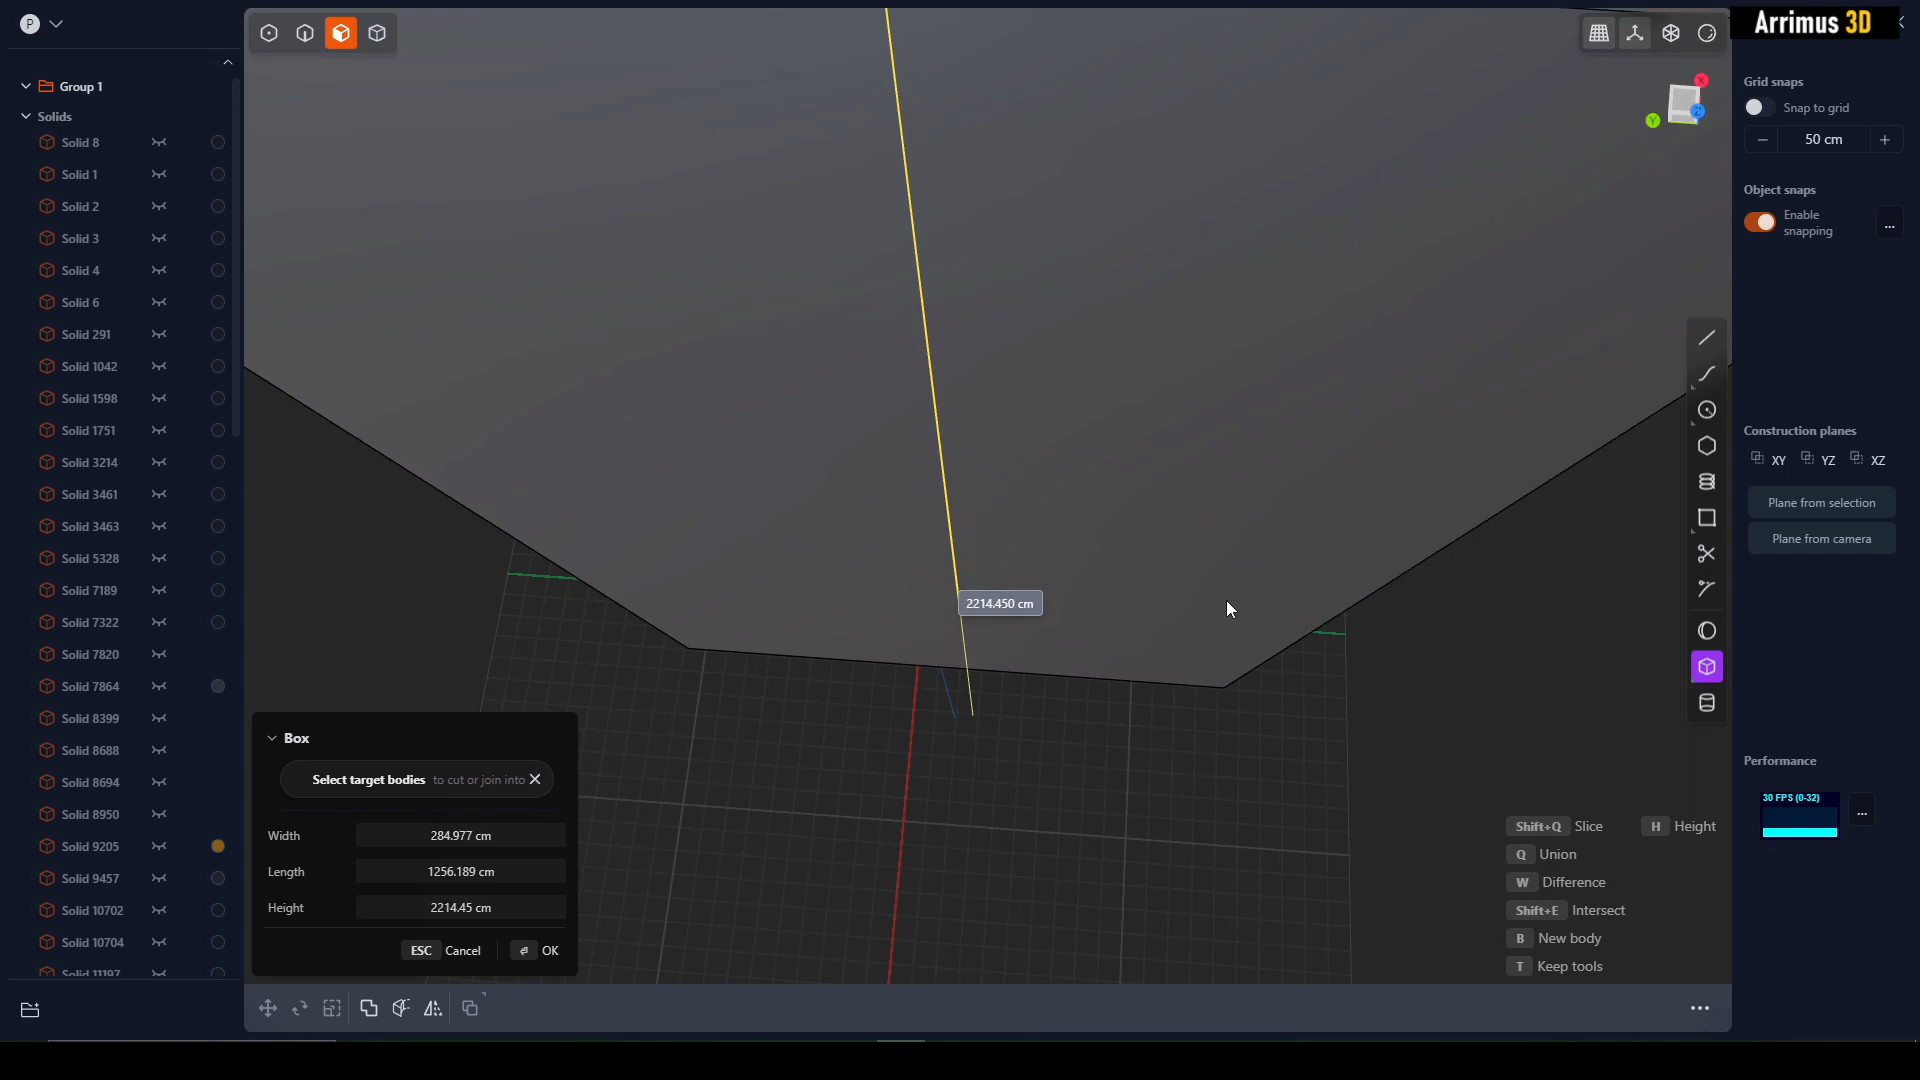 P
Arrimus 3D
Group 1
Solids
Solid 8
Solid 1
Solid 2
Solid 3
Solid 4
Solid 6
Solid 291
Solid 1042
Solid 1598
Solid 1751
Solid 3214
Solid 3461
Solid 3463
Solid 5328
Solid 7189
Solid 7322
Solid 7820
Solid 7864
Solid 8399
Solid 8688
Solid 8694
Solid 8950
Solid 9205
Solid 9457
Solid 10702
Solid 10704
Solid 11197
X
Y
Z
2214.450 cm
Box
Select target bodies to cut or join into
Width 284.977 cm
Length 1256.189 cm
Height 2214.45 cm
ESC Cancel OK
Shift+Q Slice H Height
Q Union
W Difference
Shift+E Intersect
B New body
T Keep tools
Grid snaps
Snap to grid
50 cm
Object snaps
Enable
snapping
...
Construction planes
XY YZ XZ
Plane from selection
Plane from camera
Performance
30 FPS (0-32)
...